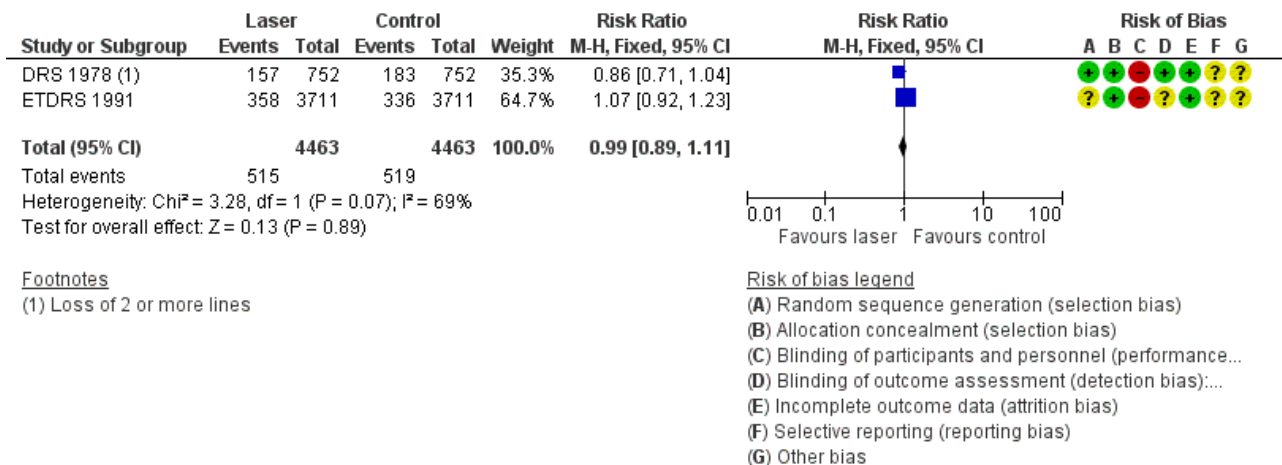 Laser Control Risk Ratio Risk Ratio Risk of Bias
Study or Subgroup Events Total Events Total Weight M-H, Fixed, 95% CI M-H, Fixed, 95% CI A B C D E F G
DRS 1978 (1) 157 752 183 752 35.3% 0.86 [0.71, 1.04] + + − + + ? ?
ETDRS 1991 358 3711 336 3711 64.7% 1.07 [0.92, 1.23] ? + − ? + ? ?
Total (95% CI) 4463 4463 100.0% 0.99 [0.89, 1.11]
Total events 515 519
Heterogeneity: Chi² = 3.28, df = 1 (P = 0.07); I² = 69%
Test for overall effect: Z = 0.13 (P = 0.89)
0.01 0.1 1 10 100
Favours laser Favours control
Footnotes
(1) Loss of 2 or more lines
Risk of bias legend
(A) Random sequence generation (selection bias)
(B) Allocation concealment (selection bias)
(C) Blinding of participants and personnel (performance...
(D) Blinding of outcome assessment (detection bias):...
(E) Incomplete outcome data (attrition bias)
(F) Selective reporting (reporting bias)
(G) Other bias